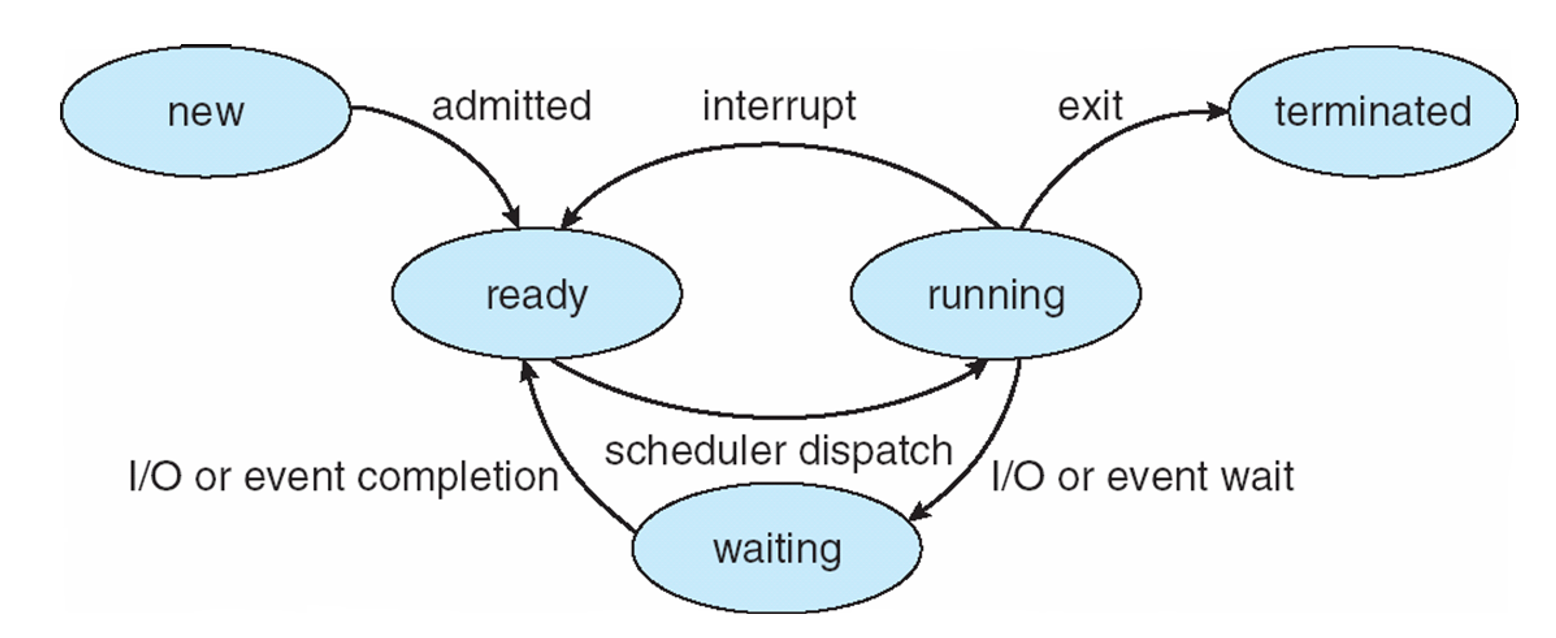 new
admitted
interrupt
exit
terminated
ready
running
scheduler dispatch
I/O or event completion
I/O or event wait
waiting